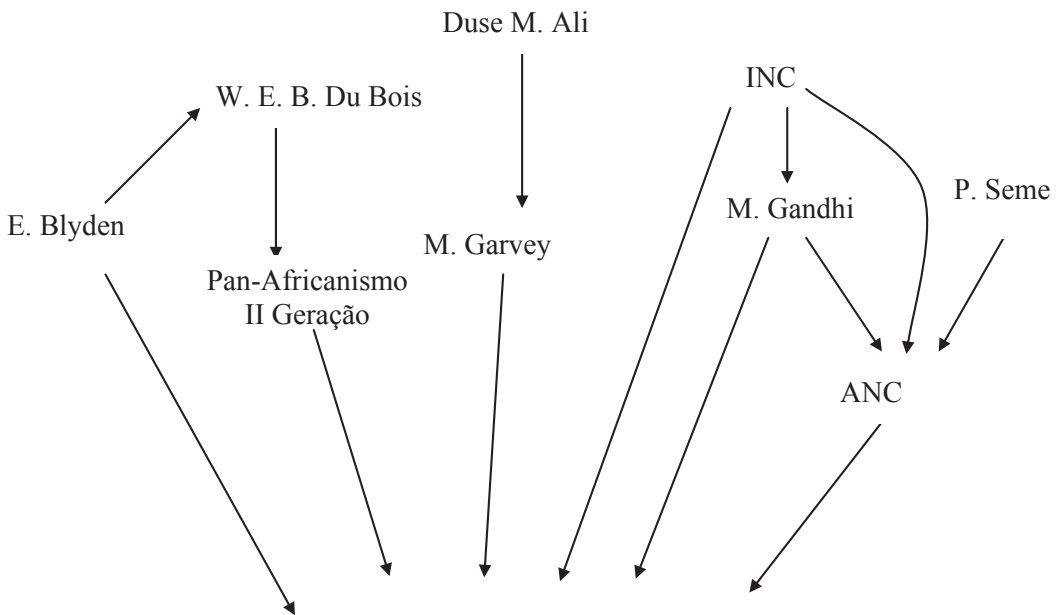 Duse M. Ali
INC
W. E. B. Du Bois
P. Seme
M. Gandhi
E. Blyden
M. Garvey
Pan-Africanismo
II Geração
ANC